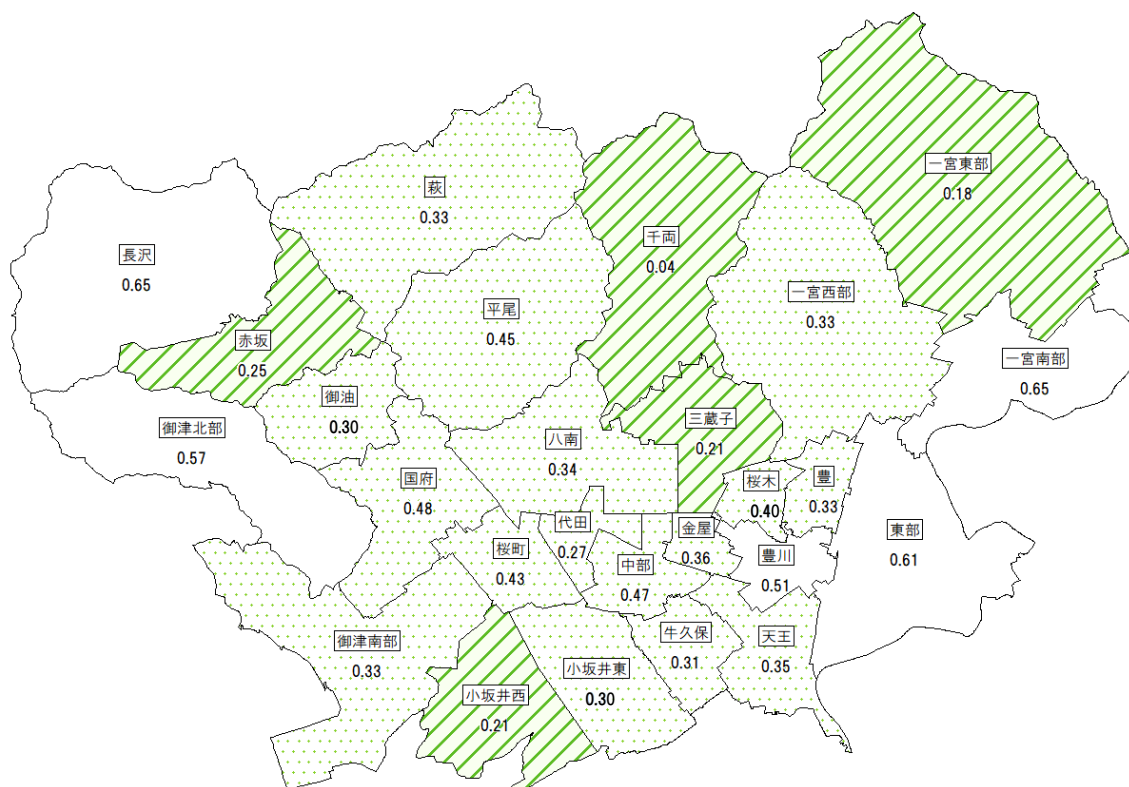 一宮東部
0.18
萩
0.33
千両
0.04
長沢
0.65
一宮西部
0.33
平尾
0.45
赤坂
0.25
一宮南部
0.65
御油
0.30
御津北部
0.57
三蔵子
0.21
八南
0.34
国府
0.48
桜木
0.40
豊
0.33
代田
0.27
金屋
0.36
東部
0.61
桜町
0.43
中部
0.47
豊川
0.51
御津南部
0.33
牛久保
0.31
天王
0.35
小坂井東
0.30
小坂井西
0.21